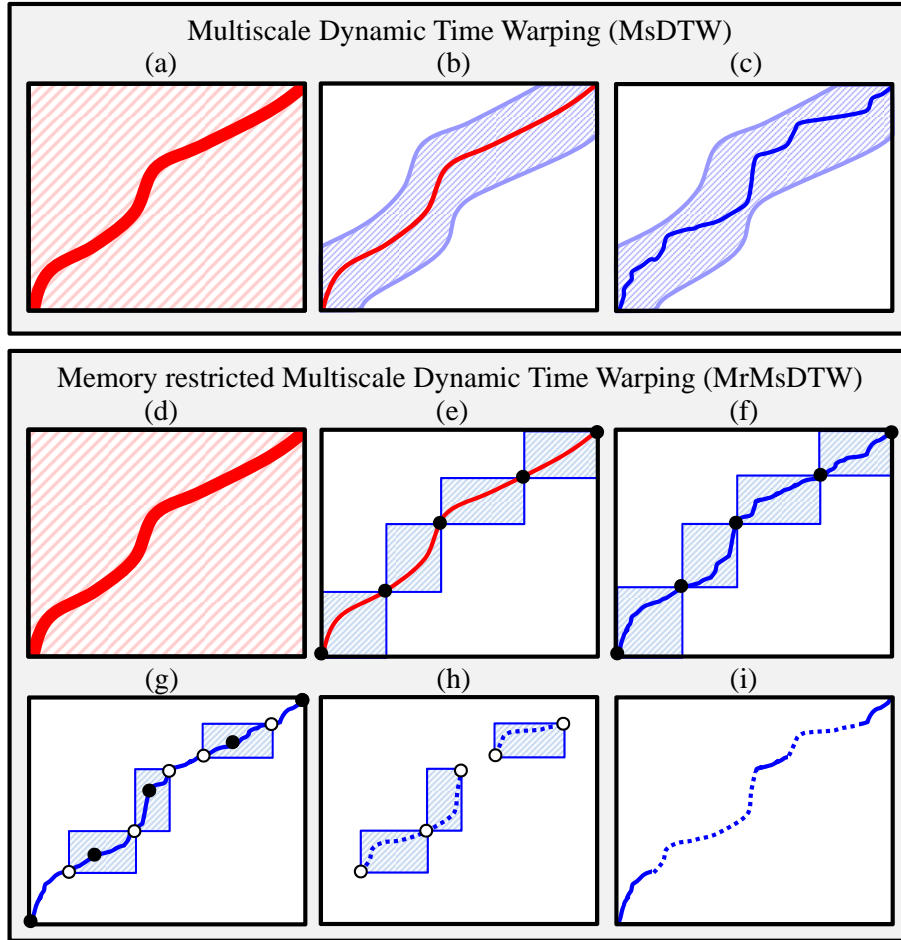 Multiscale Dynamic Time Warping (MsDTW)
(a) (b) (c)
Memory restricted Multiscale Dynamic Time Warping (MrMsDTW)
(d) (e) (f)
(g) (h) (i)